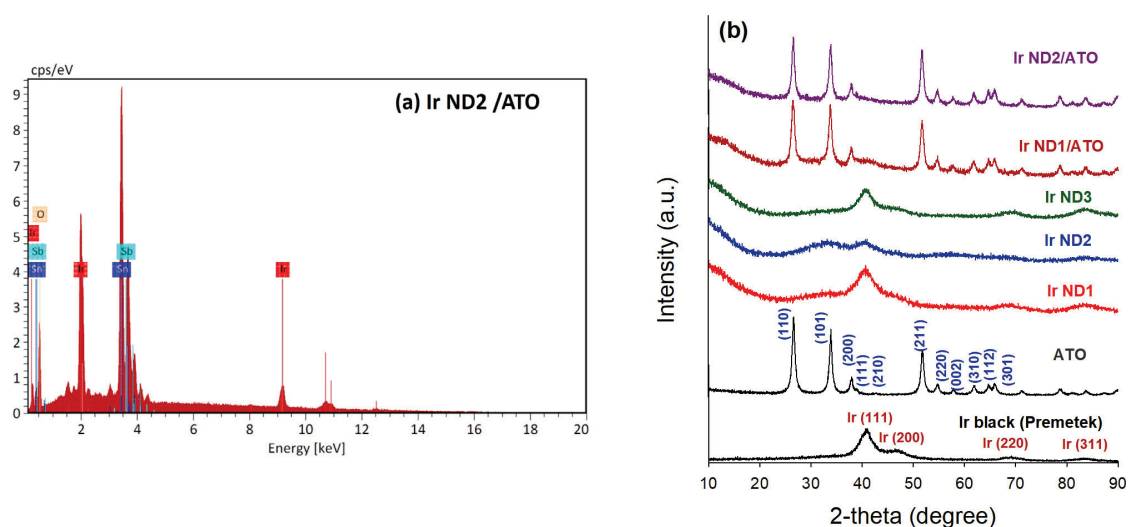 cps/eV
(a) Ir ND2 /ATO
9
8
7
6
5
4
3
2
1
0
O
Ir
Sb
Sn
Ir
Sb
Sn
Ir
2 4 6 8 10 12 14 16 18 20
Energy [keV]
(b)
Ir ND2/ATO
Ir ND1/ATO
Ir ND3
Ir ND2
Ir ND1
ATO
(110)
(101)
(200)
(111)
(210)
(211)
(220)
(002)
(310)
(112)
(301)
Ir black (Premetek)
Ir (111)
Ir (200)
Ir (220)
Ir (311)
Intensity (a.u.)
10 20 30 40 50 60 70 80 90
2-theta (degree)